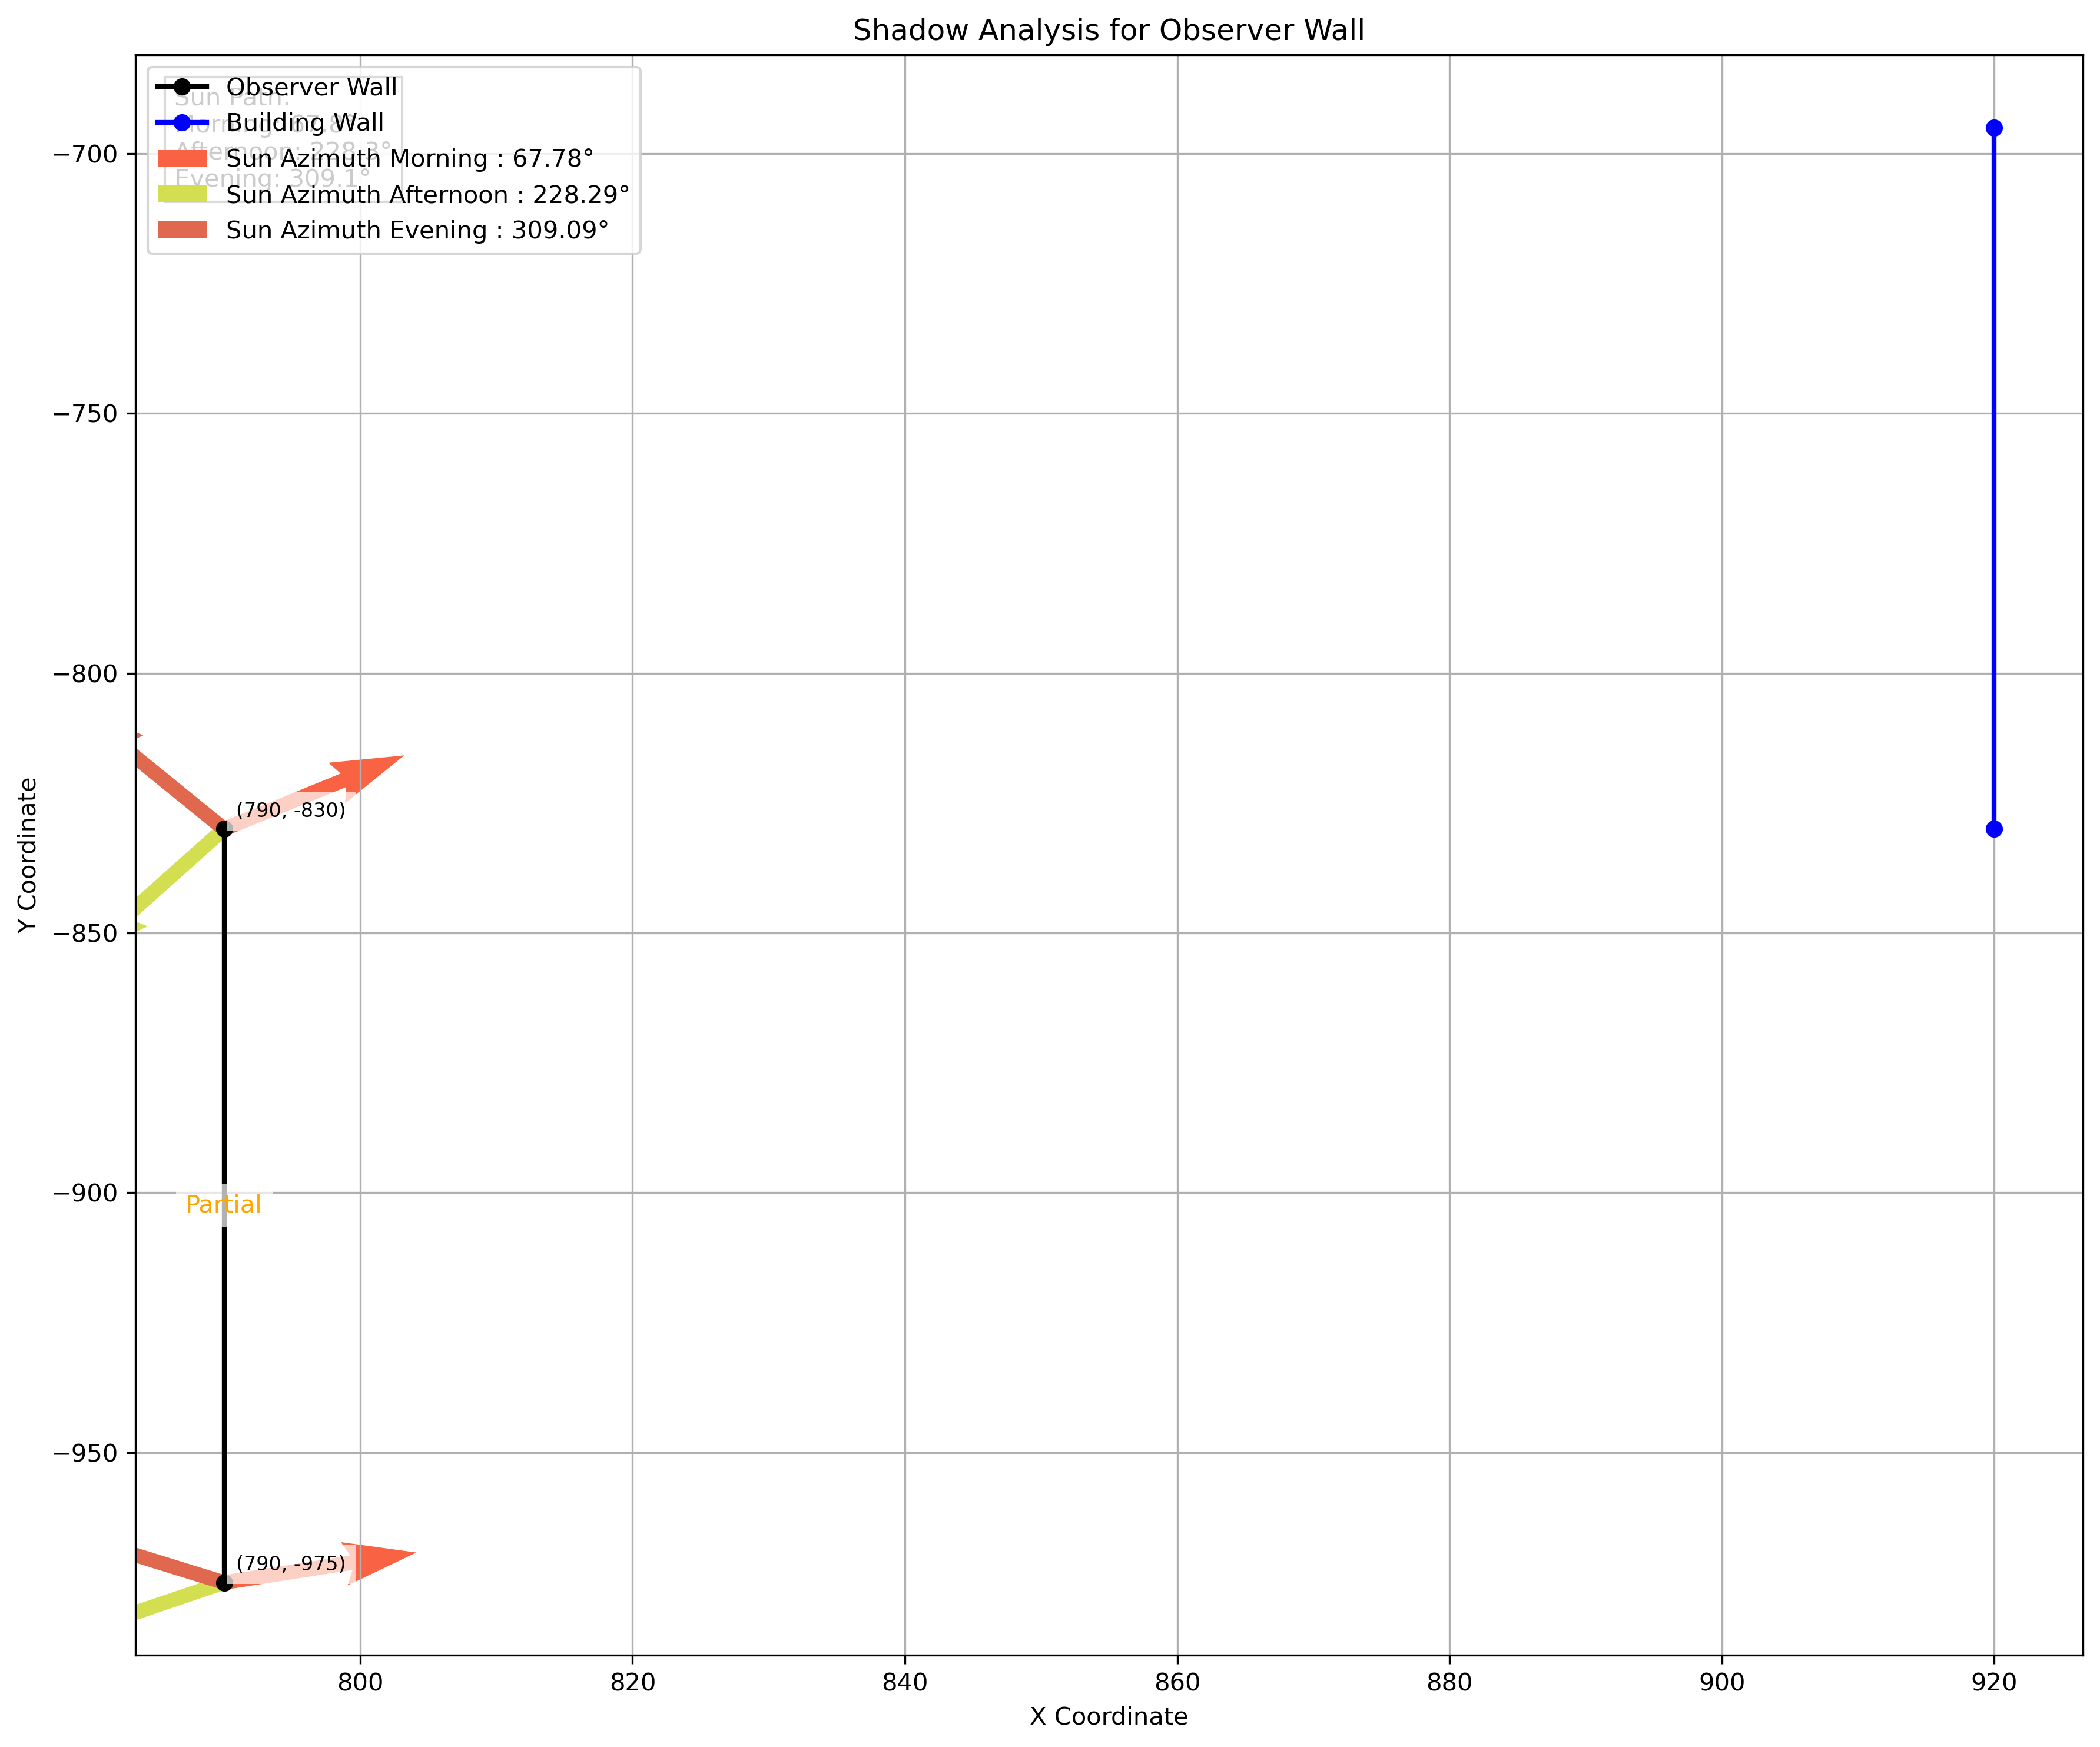 Shadow Analysis for Observer Wall
Observer Wall
Building Wall
Sun Azimuth Morning : 67.78°
Sun Azimuth Afternoon : 228.29°
Sun Azimuth Evening : 309.09°
Sun Path:
Morning: 67.8°
Afternoon: 228.3°
Evening: 309.1°
−700
−750
−800
−850
−900
−950
Y Coordinate
(790, -830)
Partial
(790, -975)
800
820
840
860
880
900
920
X Coordinate